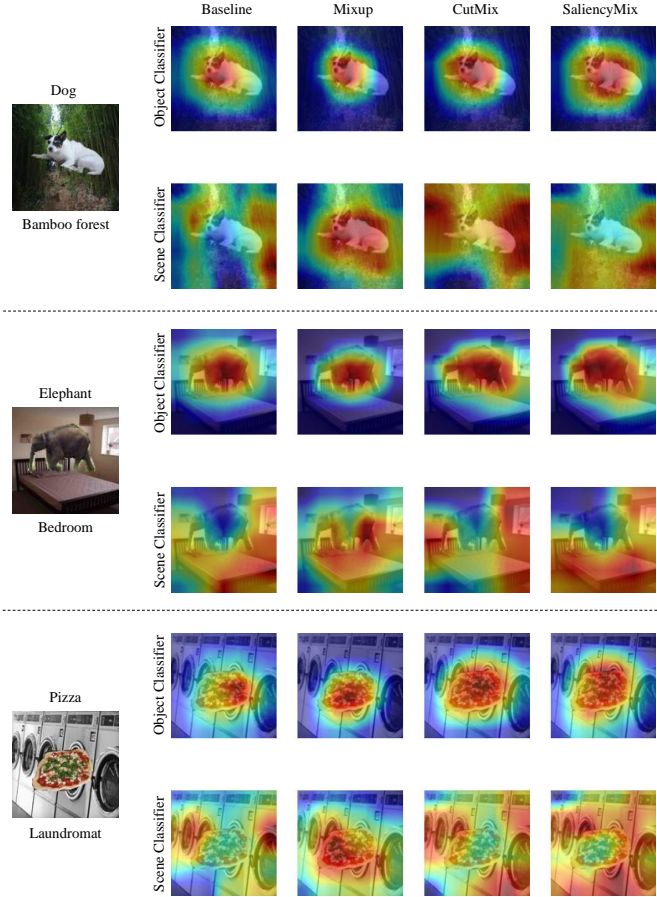 Baseline Mixup CutMix SaliencyMix
Dog
Object Classifier
Bamboo forest
Scene Classifier
Elephant
Object Classifier
Bedroom
Scene Classifier
Pizza
Object Classifier
Laundromat
Scene Classifier